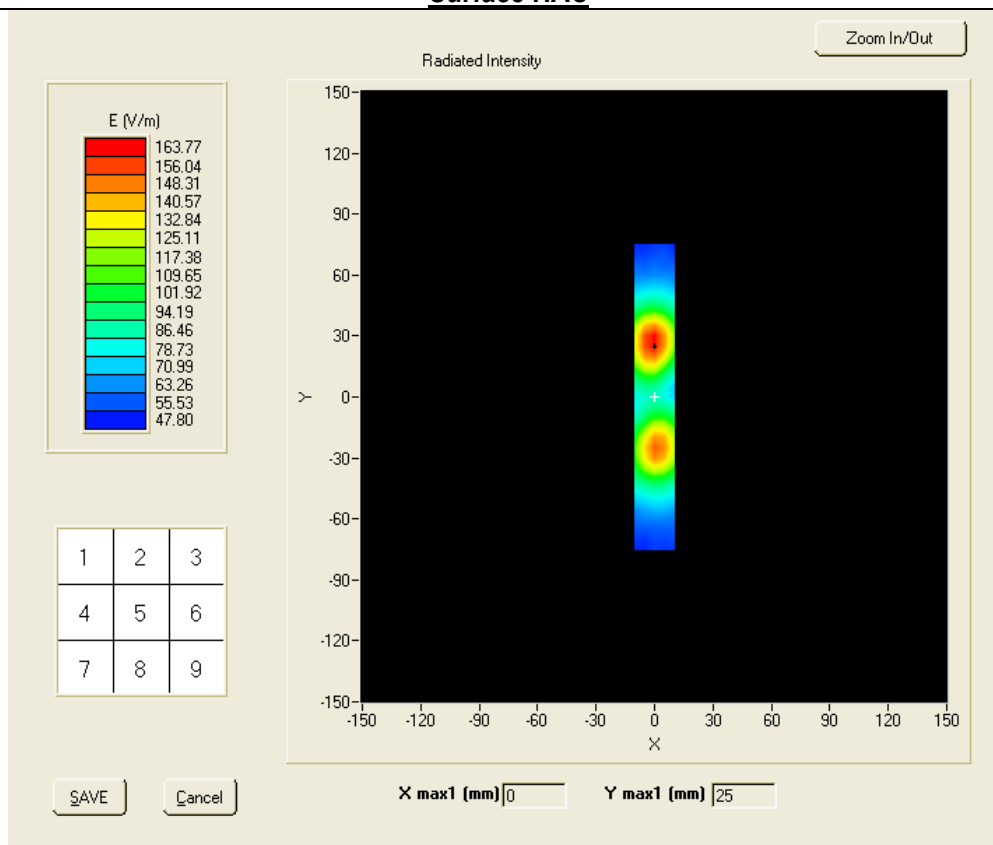 Surface HAC
Zoom In/Out
Radiated Intensity
E (V/m)
163.77
156.04
148.31
140.57
132.84
125.11
117.38
109.65
101.92
94.19
86.46
78.73
70.99
63.26
55.53
47.80
150
120
90
60
30
0
-30
-60
-90
-120
-150
Y
-150 -120 -90 -60 -30 0 30 60 90 120 150
X
1 2 3
4 5 6
7 8 9
SAVE Cancel X max1 (mm) 0 Y max1 (mm) 25